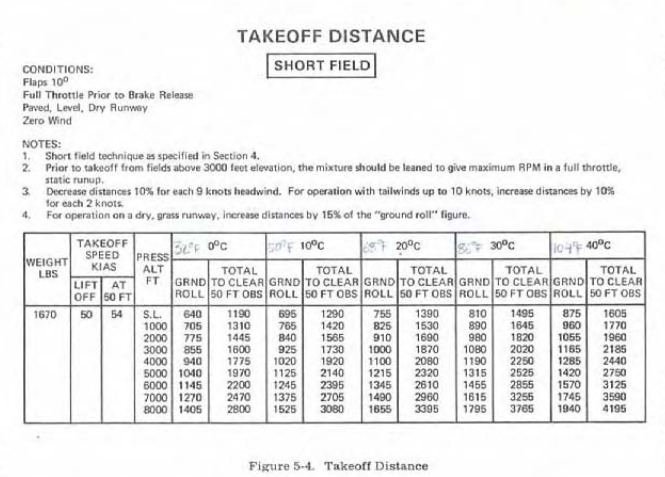 TAKEOFF DISTANCE
SHORT FIELD
CONDITIONS:
Flaps 10⁰
Full Throttle Prior to Brake Release
Paved, Level, Dry Runway
Zero Wind
NOTES:
1. Short field technique as specified in Section 4.
2. Prior to takeoff from fields above 3000 feet elevation, the mixture should be leaned to give maximum RPM in a full throttle,
static runup.
3. Decrease distances 10% for each 9 knots headwind. For operation with tailwinds up to 10 knots, increase distances by 10%
for each 2 knots.
4. For operation on a dry, grass runway, increase distances by 15% of the "ground roll" figure.
WEIGHT LBS TAKEOFF SPEED KIAS PRESS ALT FT 32°F 0⁰C 50°F 10⁰C 68°F 20⁰C 86°F 30⁰C 104°F 40⁰C
LIFT OFF AT 50 FT GRND ROLL TOTAL TO CLEAR 50 FT OBS GRND ROLL TOTAL TO CLEAR 50 FT OBS GRND ROLL TOTAL TO CLEAR 50 FT OBS GRND ROLL TOTAL TO CLEAR 50 FT OBS GRND ROLL TOTAL TO CLEAR 50 FT OBS
1670 50 54 S.L. 640 1190 695 1290 755 1390 810 1495 875 1605
1000 705 1310 765 1420 825 1530 890 1645 960 1770
2000 775 1445 840 1565 910 1690 980 1820 1055 1960
3000 855 1600 925 1730 1000 1870 1080 2020 1165 2185
4000 940 1775 1020 1920 1100 2080 1190 2250 1285 2440
5000 1040 1970 1125 2140 1215 2320 1315 2525 1420 2750
6000 1145 2200 1245 2395 1345 2610 1455 2855 1570 3125
7000 1270 2470 1375 2705 1490 2960 1615 3255 1745 3590
8000 1405 2800 1525 3080 1655 3395 1795 3765 1940 4195
Figure 5-4. Takeoff Distance